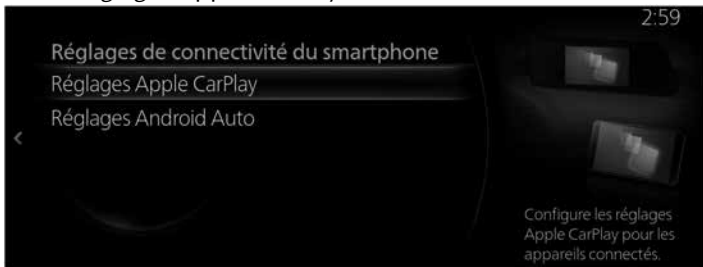 2:59
Réglages de connectivité du smartphone
Réglages Apple CarPlay
Réglages Android Auto
Configure les réglages
Apple CarPlay pour les
appareils connectés.